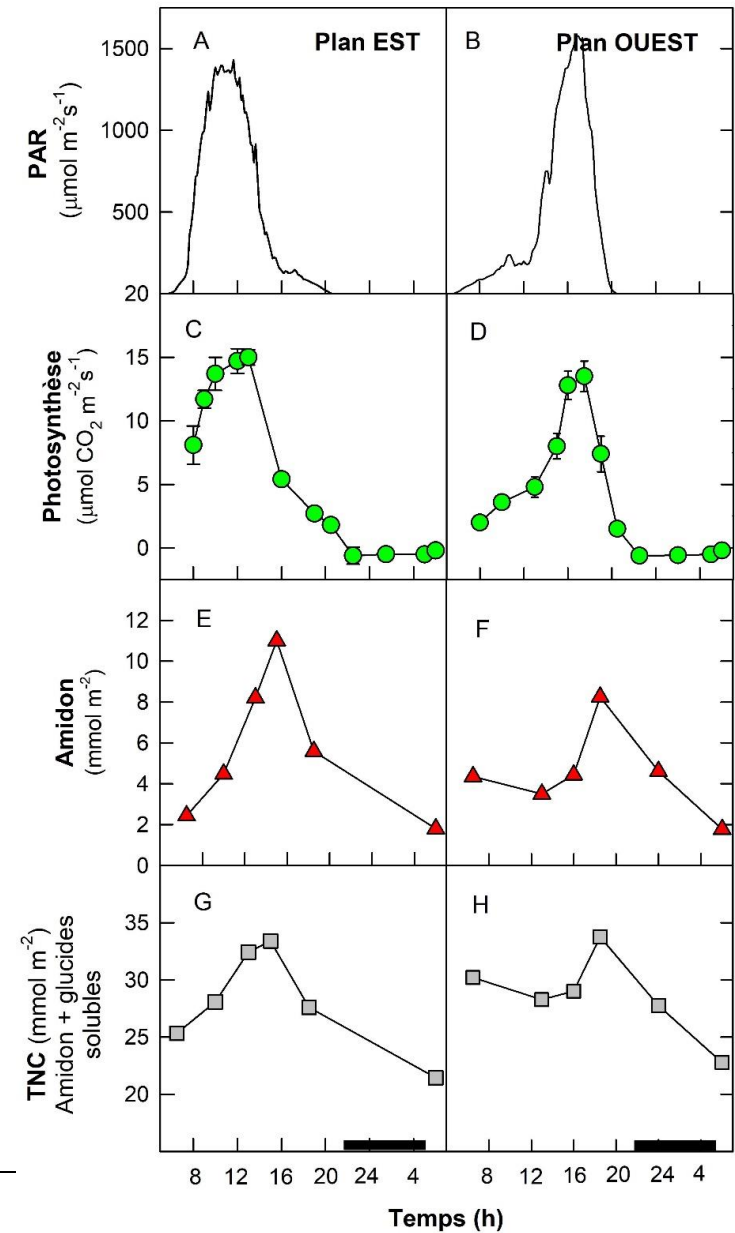 A
Plan EST
B
Plan OUEST
1500
1000
500
20
PAR
(μmol m⁻²s⁻¹)
C
D
15
10
5
0
Photosynthèse
(μmol CO₂ m⁻²s⁻¹)
E
F
12
10
8
6
4
2
0
Amidon
(mmol m⁻²)
G
H
35
30
25
20
TNC (mmol m⁻²)
Amidon + glucides
solubles
8 12 16 20 24 4
8 12 16 20 24 4
Temps (h)